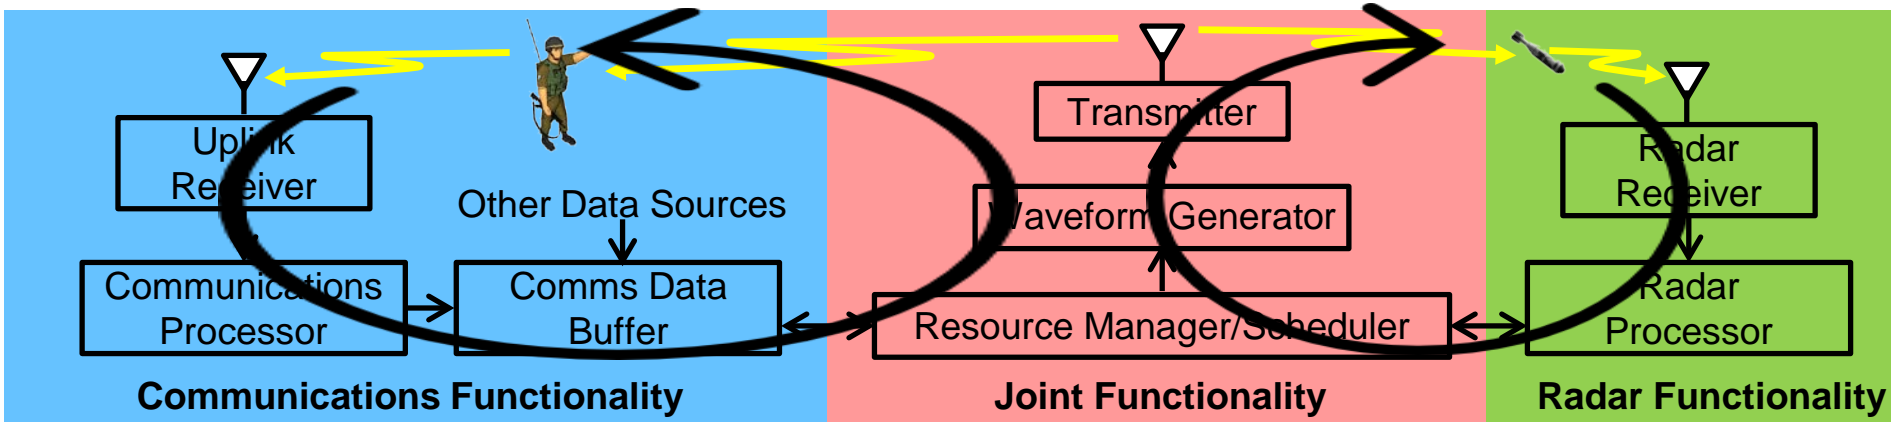 Uplink
Receiver
Other Data Sources
Communications
Processor
Comms Data
Buffer
Communications Functionality
Transmitter
Waveform Generator
Resource Manager/Scheduler
Joint Functionality
Radar
Receiver
Radar
Processor
Radar Functionality